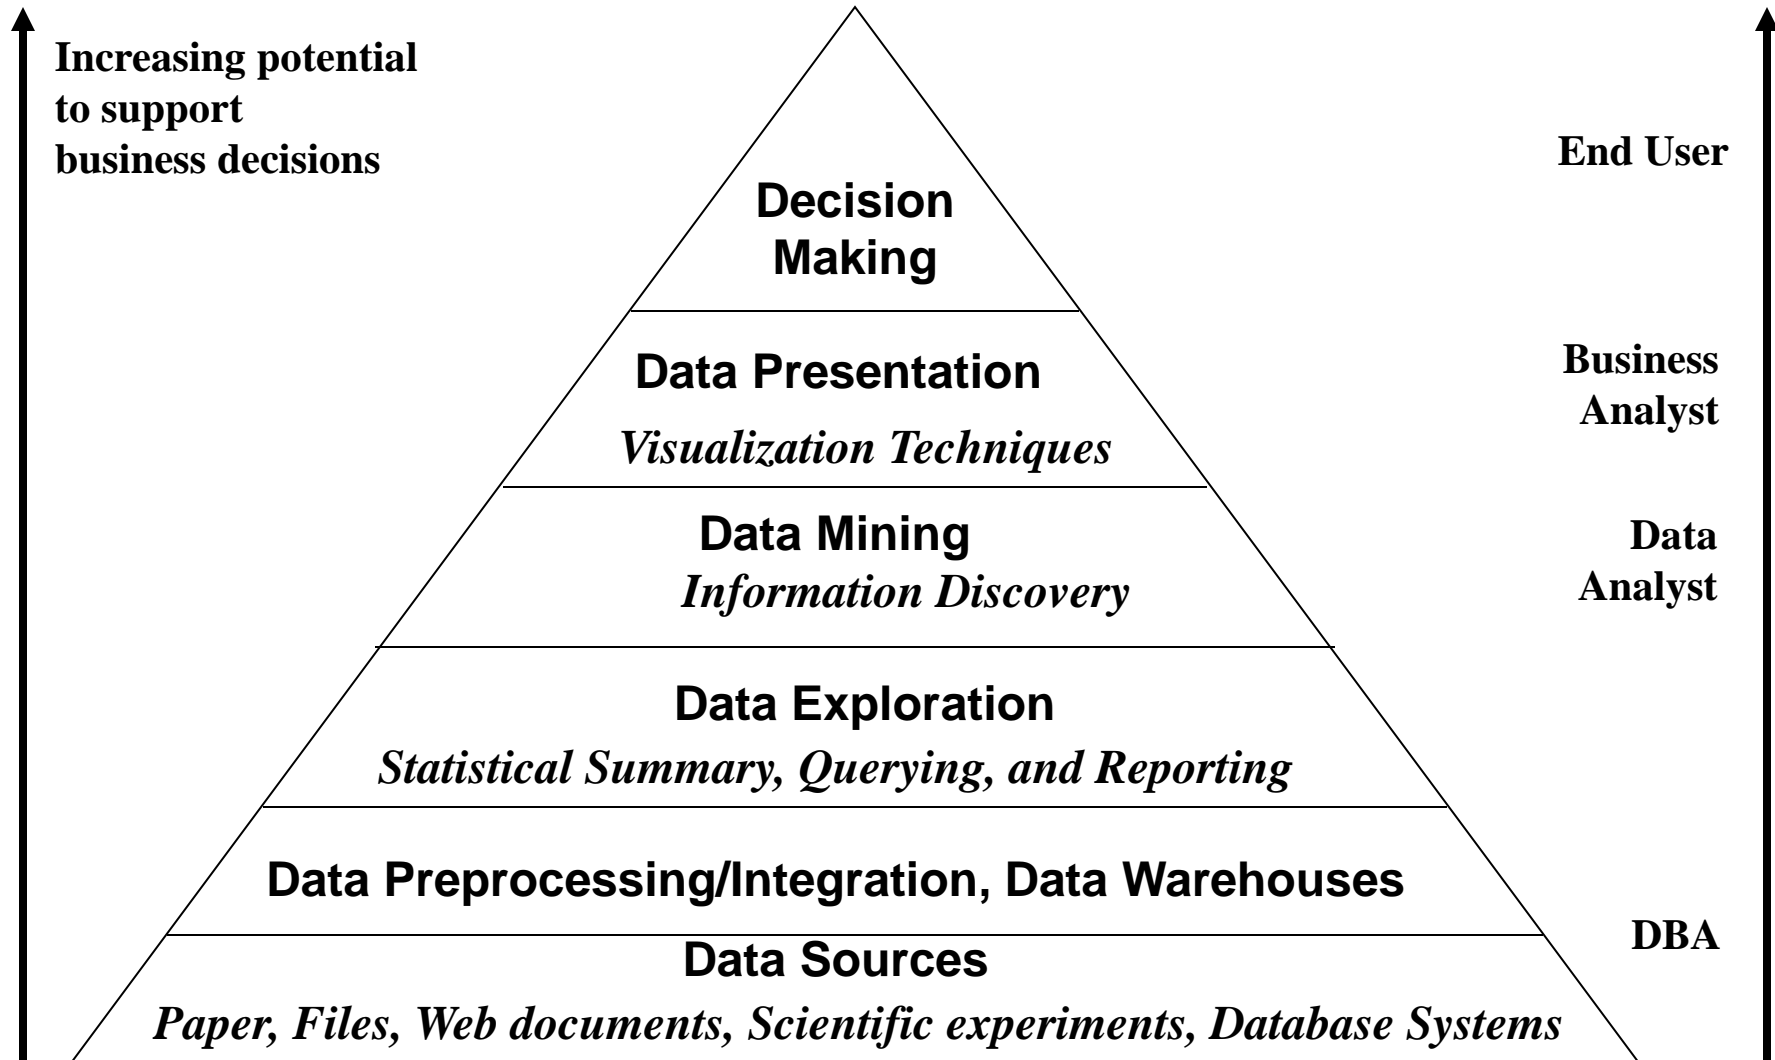 Increasing potential
to support
business decisions
End User
Decision
Making
Data Presentation
Visualization Techniques
Business
Analyst
Data Mining
Information Discovery
Data
Analyst
Data Exploration
Statistical Summary, Querying, and Reporting
Data Preprocessing/Integration, Data Warehouses
DBA
Data Sources
Paper, Files, Web documents, Scientific experiments, Database Systems